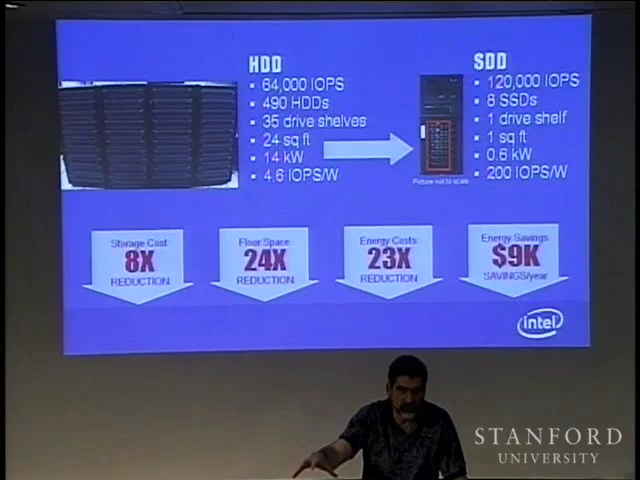 HDD
64,000 IOPS
490 HDDs
35 drive shelves
24 sq ft
14 kW
4.6 IOPS/W
SDD
120,000 IOPS
8 SSDs
1 drive shelf
1 sq ft
0.6 kW
200 IOPS/W
Picture not to scale
Storage Cost
8X
REDUCTION
Floor Space
24X
REDUCTION
Energy Costs
23X
REDUCTION
Energy Savings
$9K
SAVINGS/year
intel
STANFORD
UNIVERSITY